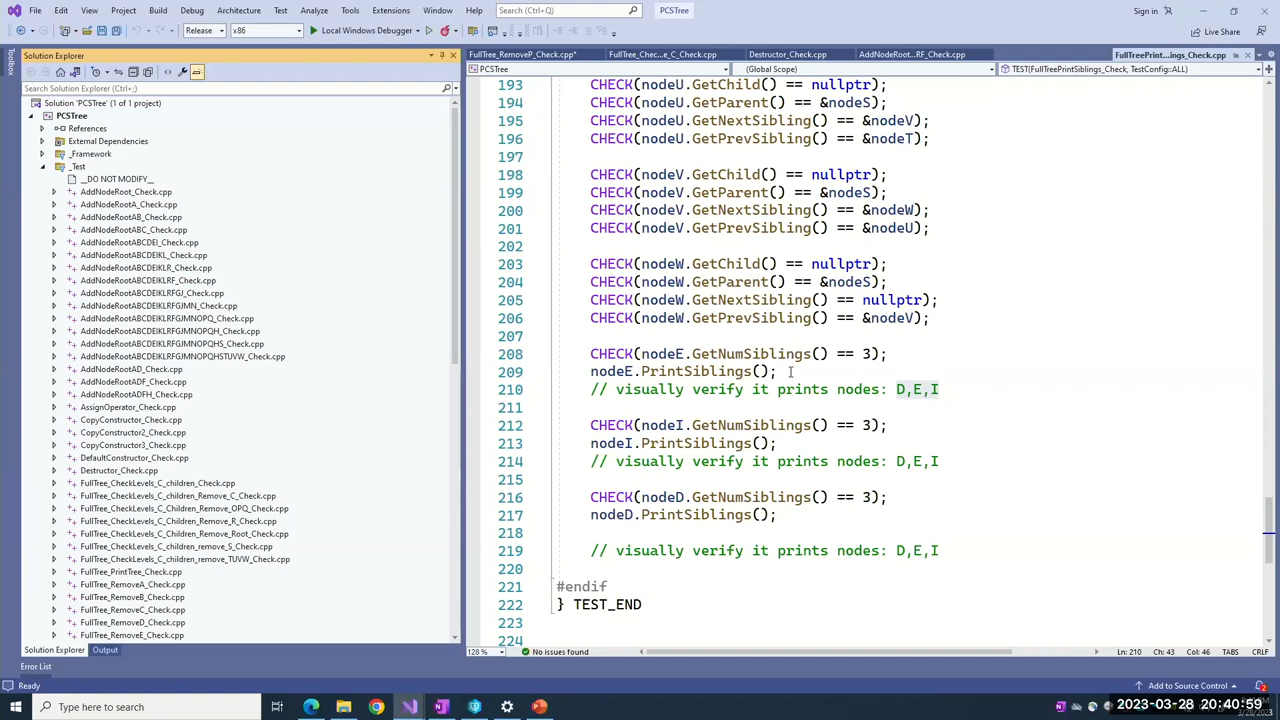 File Edit View Project Build Debug Architecture Test Analyze Tools Extensions Window Help Search (Ctrl+Q) PCSTree Sign in
Release x86 Local Windows Debugger Live Share
Solution Explorer
FullTree_RemoveP_Check.cpp* FullTree_Chec...e_C_Check.cpp Destructor_Check.cpp AddNodeRoot...RF_Check.cpp FullTreePrint...ings_Check.cpp
PCSTree (Global Scope) TEST(FullTreePrintSiblings_Check, TestConfig::ALL)
Toolbox
Search Solution Explorer (Ctrl+;)
Solution 'PCSTree' (1 of 1 project)
PCSTree
References
External Dependencies
_Framework
_Test
__DO NOT MODIFY__
AddNodeRoot_Check.cpp
AddNodeRootA_Check.cpp
AddNodeRootAB_Check.cpp
AddNodeRootABC_Check.cpp
AddNodeRootABCDEI_Check.cpp
AddNodeRootABCDEIKL_Check.cpp
AddNodeRootABCDEIKLR_Check.cpp
AddNodeRootABCDEIKLRF_Check.cpp
AddNodeRootABCDEIKLRFGJ_Check.cpp
AddNodeRootABCDEIKLRFGJMN_Check.cpp
AddNodeRootABCDEIKLRFGJMNOPQ_Check.cpp
AddNodeRootABCDEIKLRFGJMNOPQH_Check.cpp
AddNodeRootABCDEIKLRFGJMNOPQHS_Check.cpp
AddNodeRootABCDEIKLRFGJMNOPQHSTUVW_Check.cpp
AddNodeRootAD_Check.cpp
AddNodeRootADF_Check.cpp
AddNodeRootADFH_Check.cpp
AssignOperator_Check.cpp
CopyConstructor_Check.cpp
CopyConstructor2_Check.cpp
CopyConstructor3_Check.cpp
DefaultConstructor_Check.cpp
Destructor_Check.cpp
FullTree_CheckLevels_C_children_Check.cpp
FullTree_CheckLevels_C_children_Remove_C_Check.cpp
FullTree_CheckLevels_C_Children_Remove_OPQ_Check.cpp
FullTree_CheckLevels_C_children_Remove_R_Check.cpp
FullTree_CheckLevels_C_Children_Remove_Root_Check.cpp
FullTree_CheckLevels_C_children_remove_S_Check.cpp
FullTree_CheckLevels_C_children_remove_TUVW_Check.cpp
FullTree_PrintTree_Check.cpp
FullTree_RemoveA_Check.cpp
FullTree_RemoveB_Check.cpp
FullTree_RemoveC_Check.cpp
FullTree_RemoveD_Check.cpp
FullTree_RemoveE_Check.cpp
193 CHECK(nodeU.GetChild() == nullptr);
194 CHECK(nodeU.GetParent() == &nodeS);
195 CHECK(nodeU.GetNextSibling() == &nodeV);
196 CHECK(nodeU.GetPrevSibling() == &nodeT);
197
198 CHECK(nodeV.GetChild() == nullptr);
199 CHECK(nodeV.GetParent() == &nodeS);
200 CHECK(nodeV.GetNextSibling() == &nodeW);
201 CHECK(nodeV.GetPrevSibling() == &nodeU);
202
203 CHECK(nodeW.GetChild() == nullptr);
204 CHECK(nodeW.GetParent() == &nodeS);
205 CHECK(nodeW.GetNextSibling() == nullptr);
206 CHECK(nodeW.GetPrevSibling() == &nodeV);
207
208 CHECK(nodeE.GetNumSiblings() == 3);
209 nodeE.PrintSiblings();
210 // visually verify it prints nodes: D,E,I
211
212 CHECK(nodeI.GetNumSiblings() == 3);
213 nodeI.PrintSiblings();
214 // visually verify it prints nodes: D,E,I
215
216 CHECK(nodeD.GetNumSiblings() == 3);
217 nodeD.PrintSiblings();
218
219 // visually verify it prints nodes: D,E,I
220
221 #endif
222 } TEST_END
223
224
Solution Explorer Output
128 % No issues found Ln: 210 Ch: 43 Col: 46 TABS CRLF
Error List
Ready Add to Source Control 2
Type here to search
2023-03-28 20:40:59